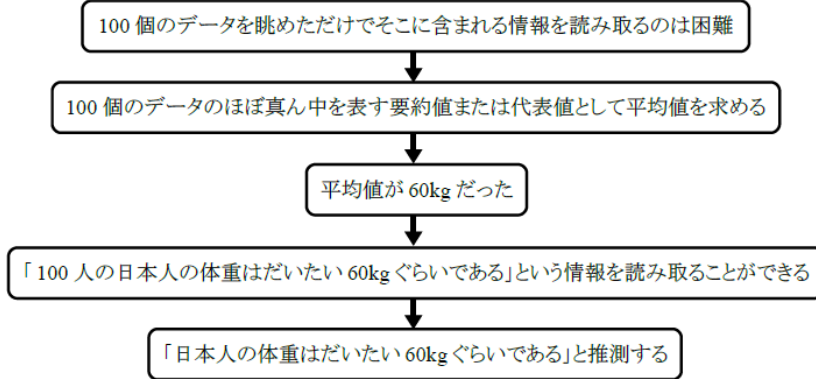 100 個のデータを眺めただけでそこに含まれる情報を読み取るのは困難
100 個のデータのほぼ真ん中を表す要約値または代表値として平均値を求める
平均値が 60kg だった
「100 人の日本人の体重はだいたい 60kg ぐらいである」という情報を読み取ることができる
「日本人の体重はだいたい 60kg ぐらいである」と推測する